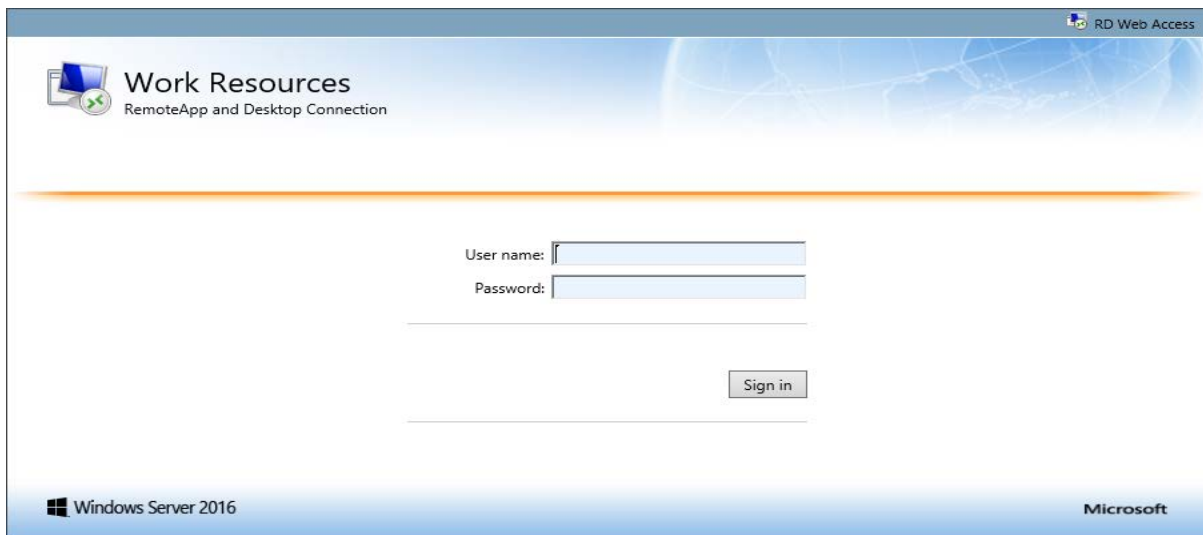 RD Web Access
Work Resources
RemoteApp and Desktop Connection
User name:
Password:
Sign in
Windows Server 2016
Microsoft